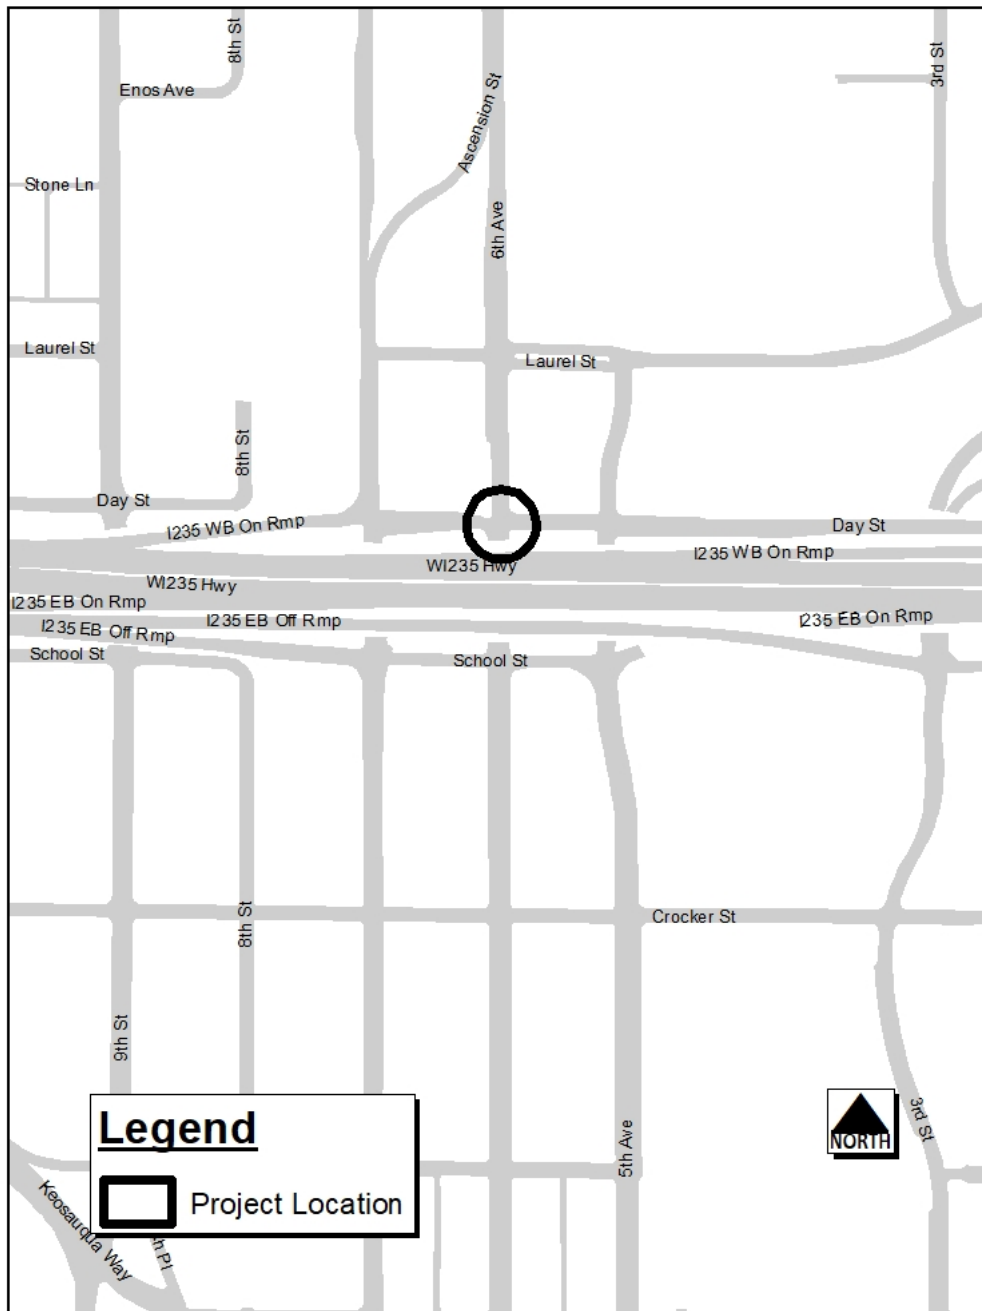 8th St
3rd St
Enos Ave
Ascension St
Stone Ln
6th Ave
Laurel St
Laurel St
8th St
Day St
I235 WB On Rmp
Day St
I235 WB On Rmp
WI235 Hwy
WI235 Hwy
I235 EB On Rmp
I235 EB Off Rmp
I235 EB On Rmp
I235 EB Off Rmp
School St
School St
8th St
Crocker St
9th St
5th Ave
3rd St
NORTH
Legend
Project Location
Keosauqua Way
th Pl